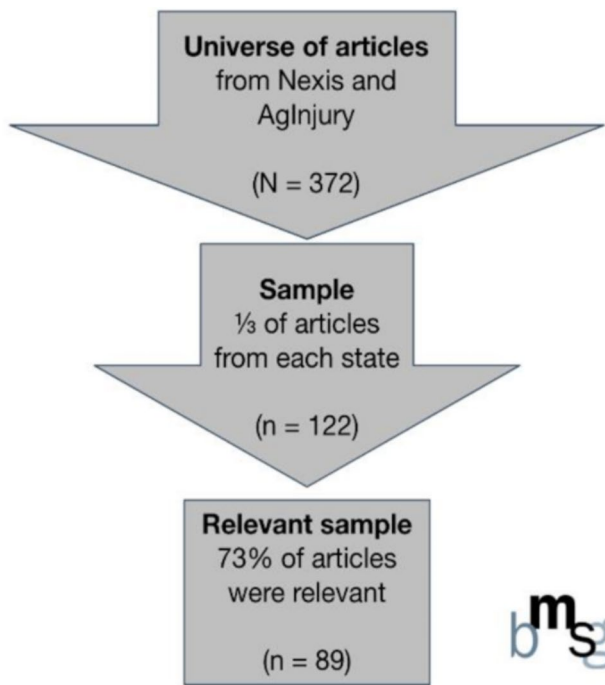 Universe of articles
from Nexis and
AgInjury
(N = 372)
Sample
⅓ of articles
from each state
(n = 122)
Relevant sample
73% of articles
were relevant
(n = 89)
bmsg